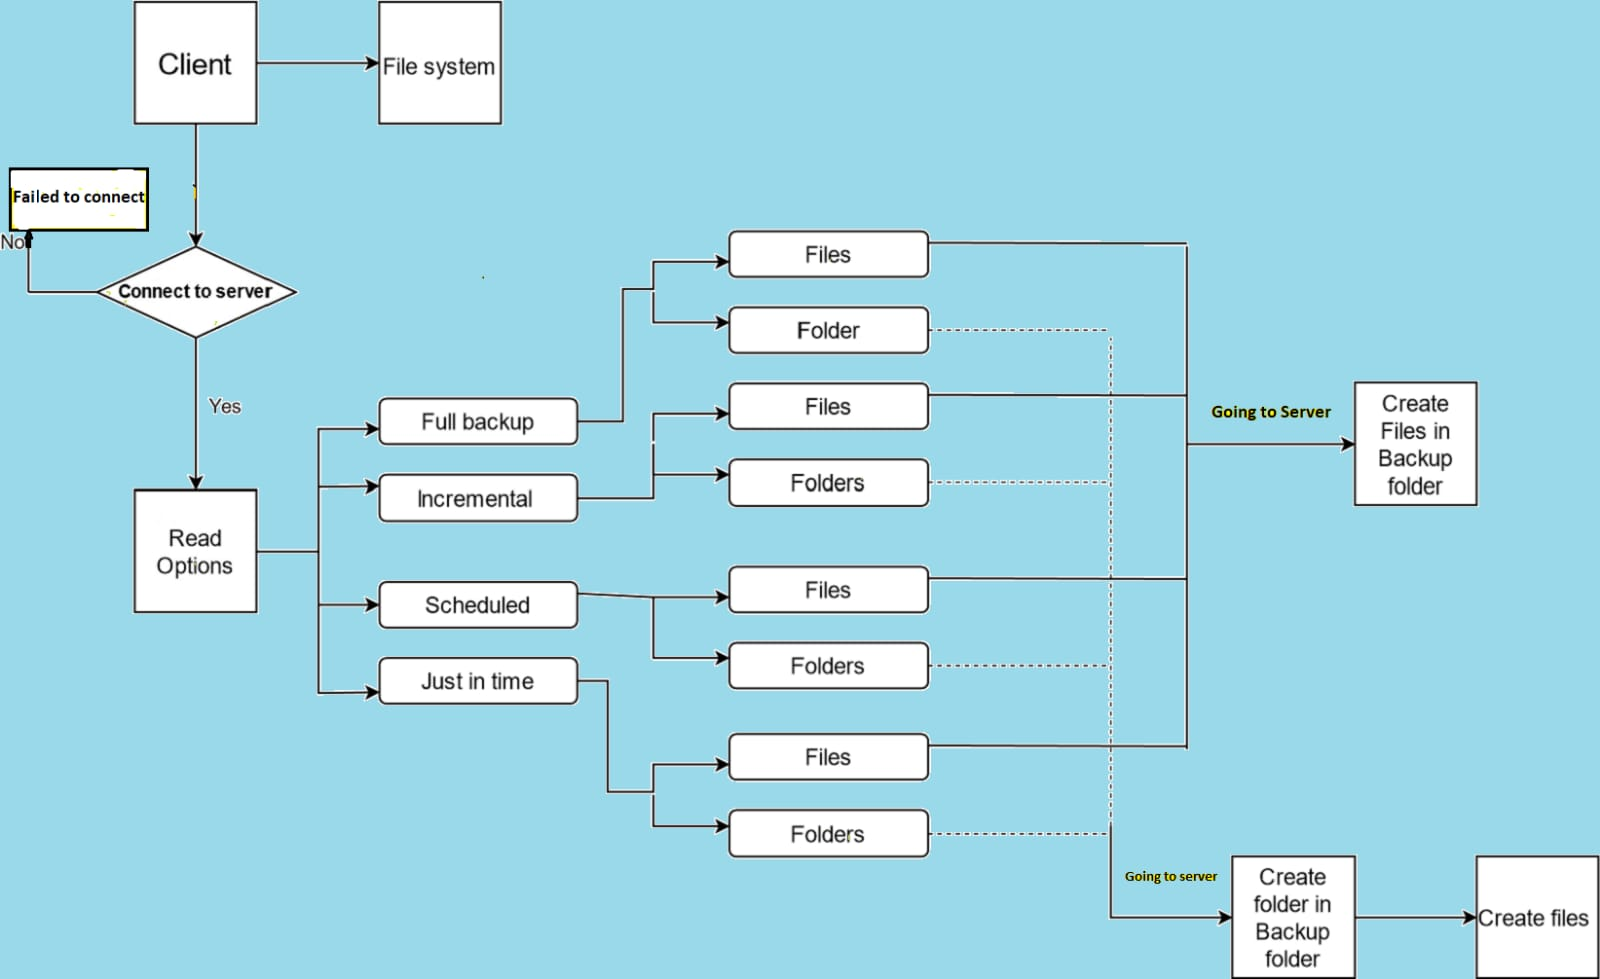 Client
File system
Failed to connect
No
Connect to server
Yes
Read
Options
Full backup
Incremental
Scheduled
Just in time
Files
Folder
Files
Folders
Files
Folders
Files
Folders
Going to Server
Create
Files in
Backup
folder
Going to server
Create
folder in
Backup
folder
Create files